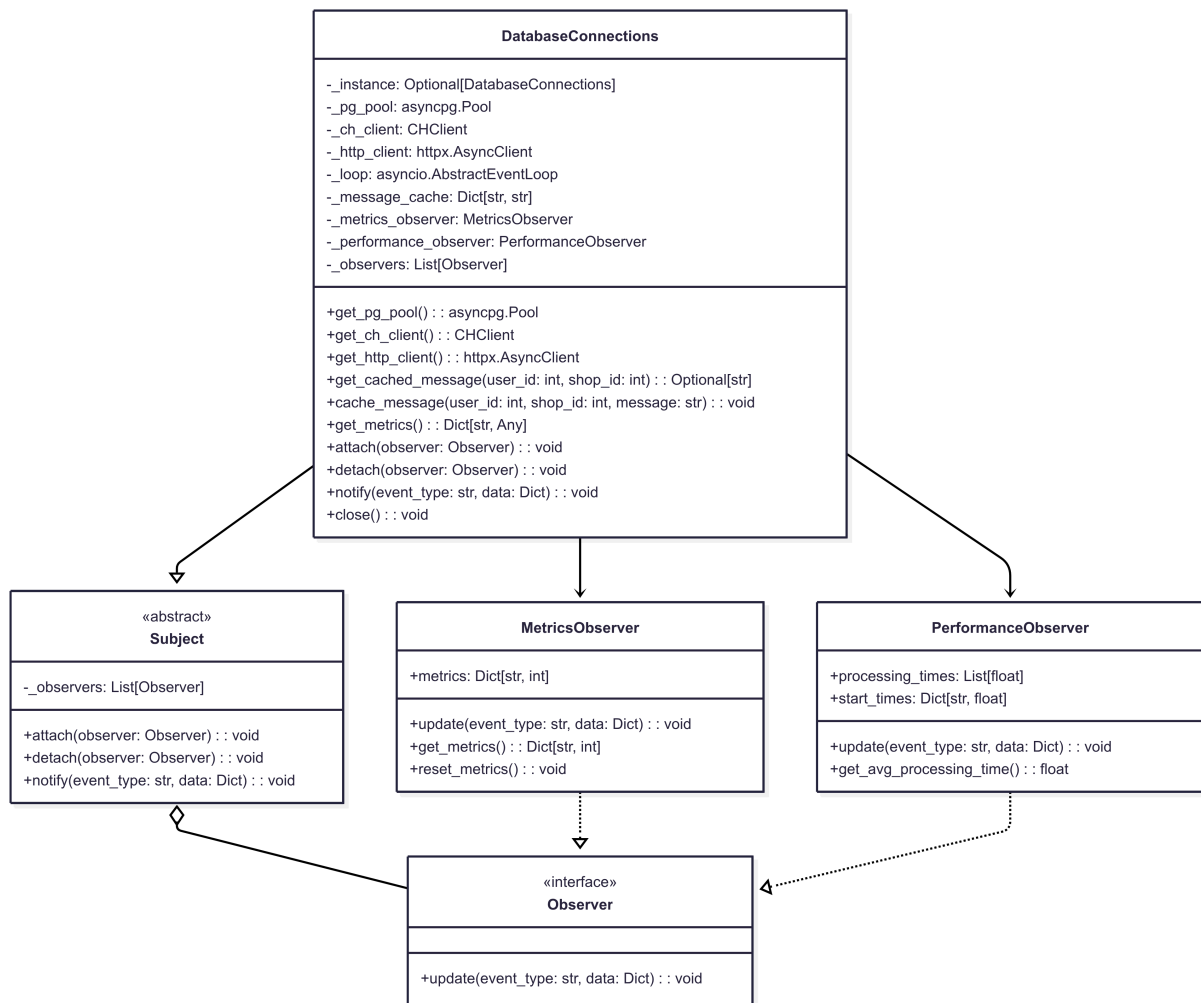 DatabaseConnections
-_instance: Optional[DatabaseConnections]
-_pg_pool: asyncpg.Pool
-_ch_client: CHClient
-_http_client: httpx.AsyncClient
-_loop: asyncio.AbstractEventLoop
-_message_cache: Dict[str, str]
-_metrics_observer: MetricsObserver
-_performance_observer: PerformanceObserver
-_observers: List[Observer]
+get_pg_pool() : : asyncpg.Pool
+get_ch_client() : : CHClient
+get_http_client() : : httpx.AsyncClient
+get_cached_message(user_id: int, shop_id: int) : : Optional[str]
+cache_message(user_id: int, shop_id: int, message: str) : : void
+get_metrics() : : Dict[str, Any]
+attach(observer: Observer) : : void
+detach(observer: Observer) : : void
+notify(event_type: str, data: Dict) : : void
+close() : : void
«abstract»
Subject
-_observers: List[Observer]
+attach(observer: Observer) : : void
+detach(observer: Observer) : : void
+notify(event_type: str, data: Dict) : : void
MetricsObserver
+metrics: Dict[str, int]
+update(event_type: str, data: Dict) : : void
+get_metrics() : : Dict[str, int]
+reset_metrics() : : void
PerformanceObserver
+processing_times: List[float]
+start_times: Dict[str, float]
+update(event_type: str, data: Dict) : : void
+get_avg_processing_time() : : float
«interface»
Observer
+update(event_type: str, data: Dict) : : void